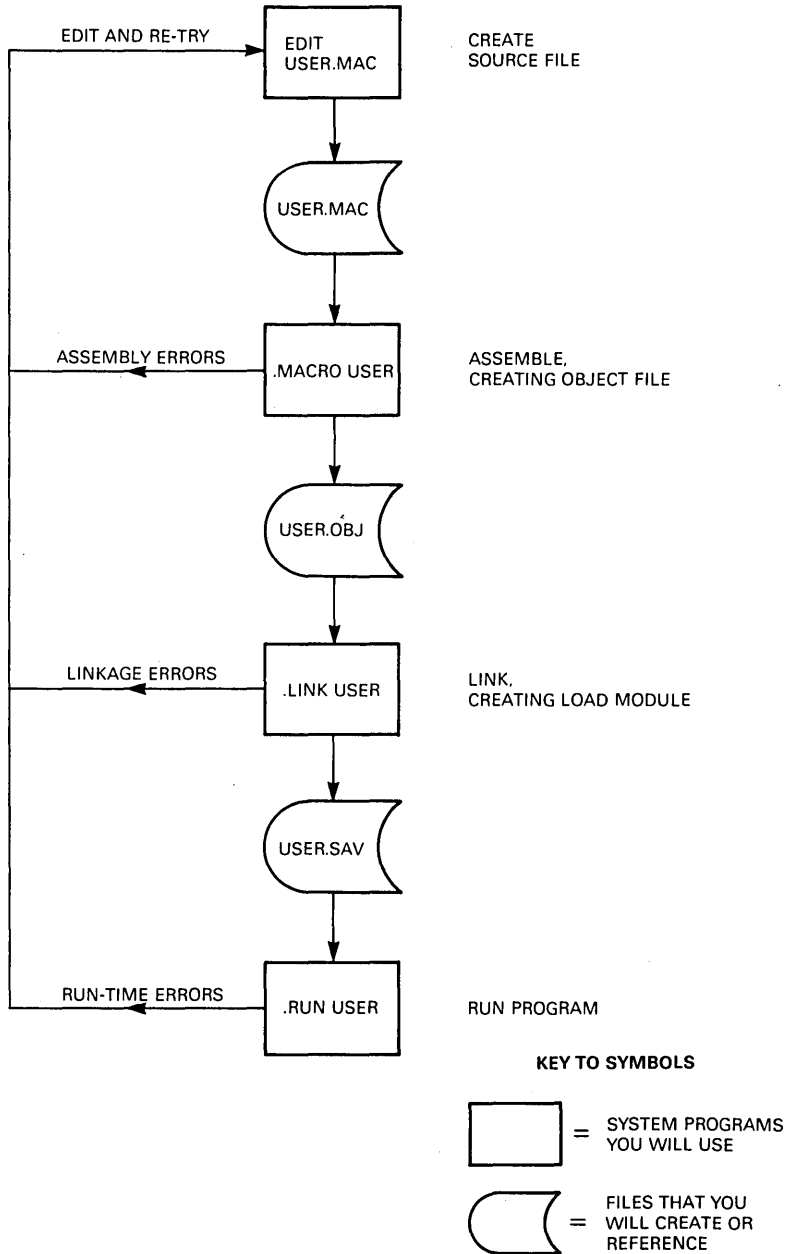 EDIT AND RE-TRY
EDIT
USER.MAC
CREATE
SOURCE FILE
USER.MAC
ASSEMBLY ERRORS
.MACRO USER
ASSEMBLE,
CREATING OBJECT FILE
USER.OBJ
LINKAGE ERRORS
.LINK USER
LINK,
CREATING LOAD MODULE
USER.SAV
RUN-TIME ERRORS
.RUN USER
RUN PROGRAM
KEY TO SYMBOLS
= SYSTEM PROGRAMS
YOU WILL USE
= FILES THAT YOU
WILL CREATE OR
REFERENCE